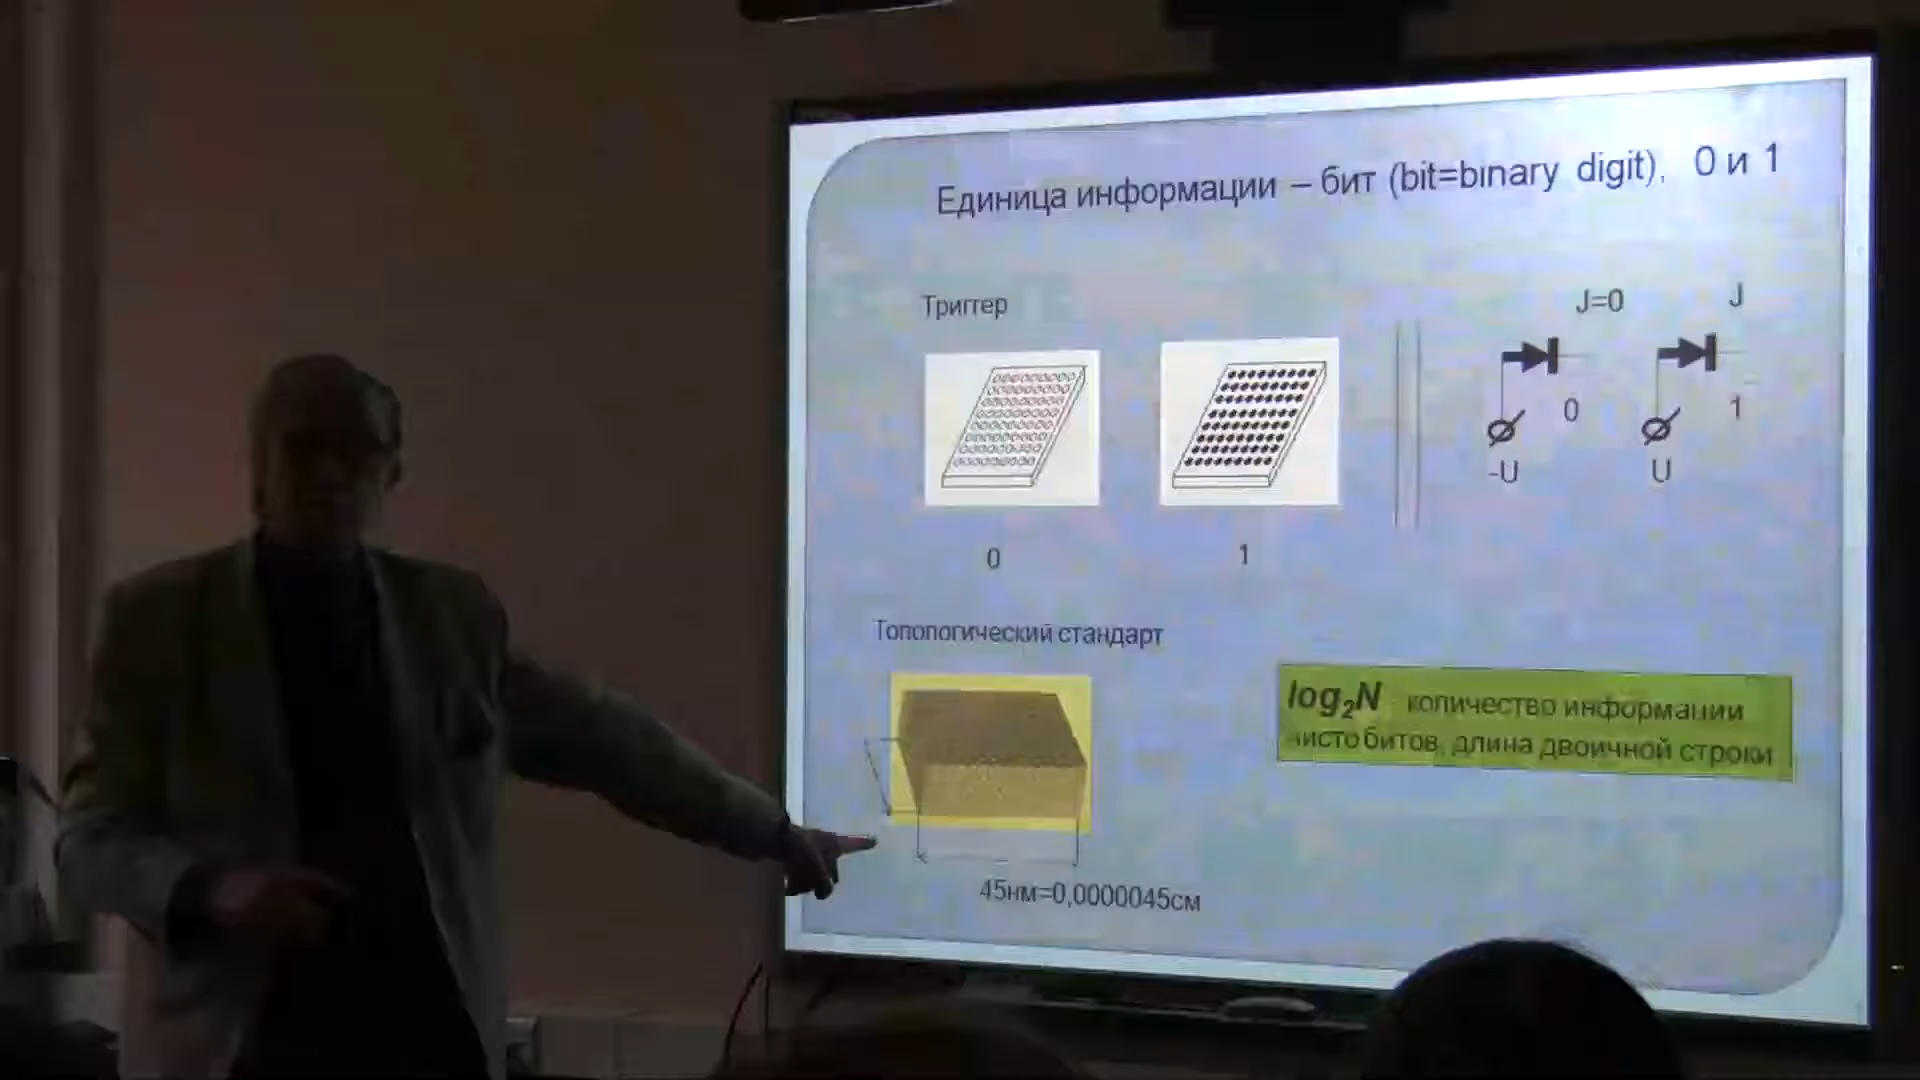 Единица информации – бит (bit=binary digit), 0 и 1
Триггер
J=0 J
0 1
-U U
0 1
Топологический стандарт
log₂N количество информации
чисто битов, длина двоичной строки
45нм=0,0000045см